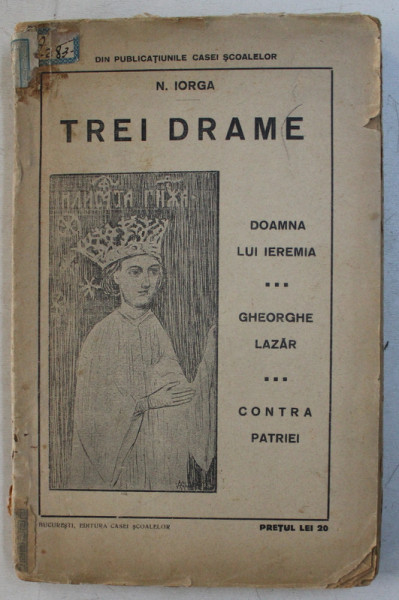 283-
DIN PUBLICAȚIUNILE CASEI ȘCOALELOR
N. IORGA
TREI DRAME
DOAMNA
LUI IEREMIA
GHEORGHE
LAZĂR
CONTRA
PATRIEI
BUCUREȘTI, EDITURA CASEI ȘCOALELOR
PREȚUL LEI 20